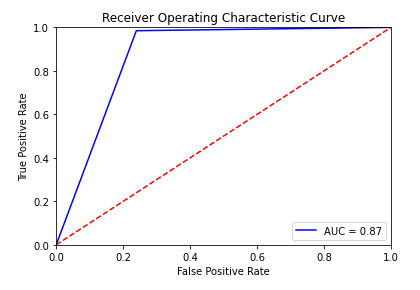 Receiver Operating Characteristic Curve
True Positive Rate
1.0
0.8
0.6
0.4
0.2
0.0
AUC = 0.87
0.0 0.2 0.4 0.6 0.8 1.0
False Positive Rate